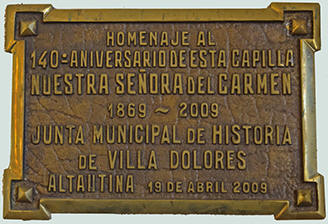 HOMENAJE AL
140º ANIVERSARIO DE ESTA CAPILLA
NUESTRA SEÑORA DEL CARMEN
1869 ~ 2009
JUNTA MUNICIPAL DE HISTORIA
DE VILLA DOLORES
ALTAUTINA 19 DE ABRIL 2009